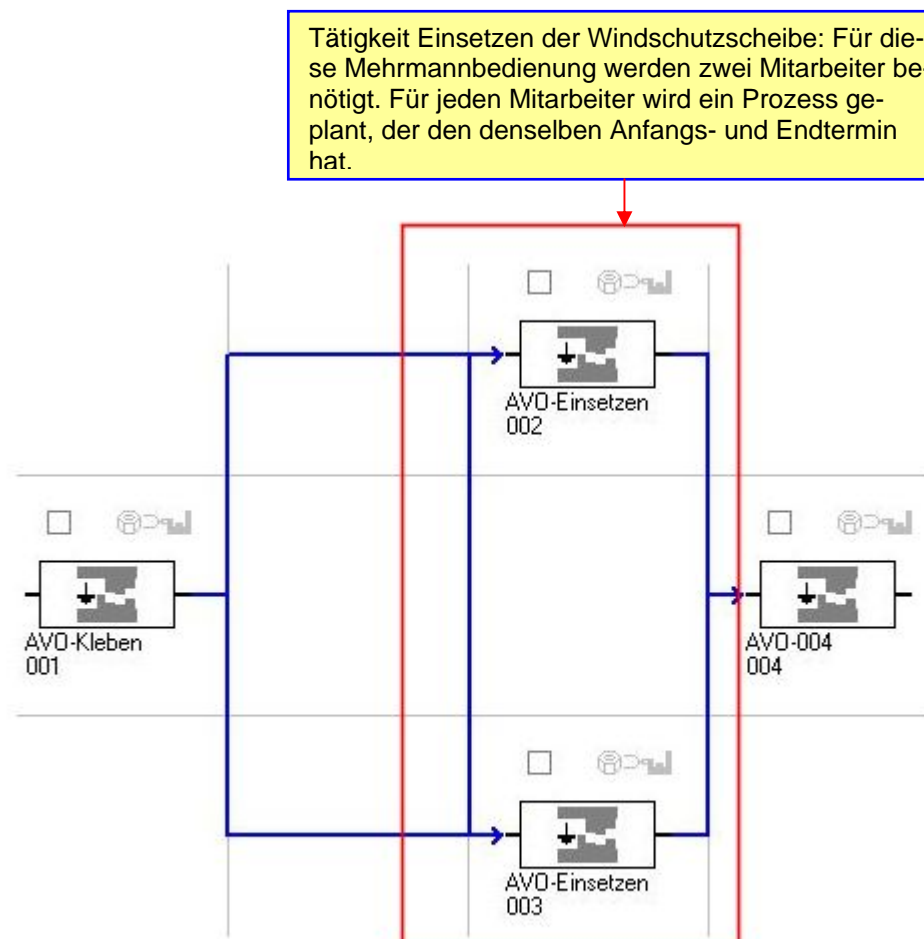 Tätigkeit Einsetzen der Windschutzscheibe: Für die-
se Mehrmannbedienung werden zwei Mitarbeiter be-
nötigt. Für jeden Mitarbeiter wird ein Prozess ge-
plant, der den denselben Anfangs- und Endtermin
hat.
AVO-Einsetzen
002
AVO-Kleben
001
AVO-004
004
AVO-Einsetzen
003